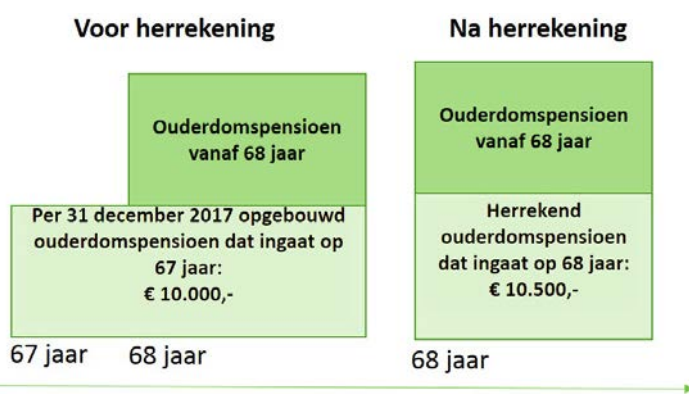 Voor herrekening
Ouderdomspensioen
vanaf 68 jaar
Per 31 december 2017 opgebouwd
ouderdomspensioen dat ingaat op
67 jaar:
€ 10.000,-
67 jaar
68 jaar
Na herrekening
Ouderdomspensioen
vanaf 68 jaar
Herrekend
ouderdomspensioen
dat ingaat op 68 jaar:
€ 10.500,-
68 jaar